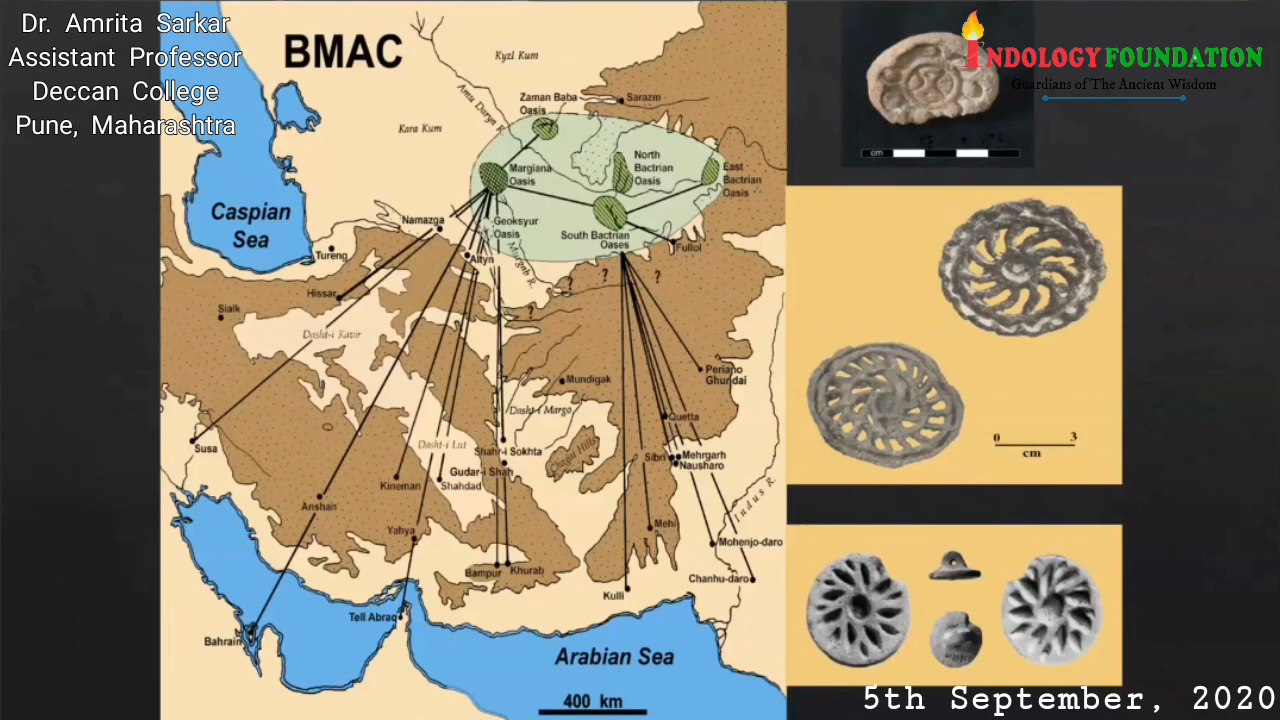 Dr. Amrita Sarkar
Assistant Professor
Deccan College
Pune, Maharashtra
BMAC
Kyzl Kum
Kara Kum
Amu Darya R.
Zaman Baba
Oasis
Sarazm
Margiana
Oasis
North
Bactrian
Oasis
East
Bactrian
Oasis
Caspian
Sea
Namazga
Geoksyur
Oasis
South Bactrian
Oases
Fullol
Tureng
Altyn
Murgab R.
?
?
?
?
Hissar
Sialk
Dasht-i Kavir
Mundigak
Periano
Ghundai
Dasht-i Margo
Quetta
Susa
Dasht-i Lut
Shahr-i Sokhta
Chagai Hills
Sibri
Mehrgarh
Nausharo
Gudar-i Shah
Kineman
Shahdad
Indus R.
Anshan
Yahya
Mehi
Mohenjo-daro
Bampur
Khurab
Chanhu-daro
Kulli
Tell Abraq
Bahrain
Arabian Sea
400 km
INDOLOGY FOUNDATION
Guardians of The Ancient Wisdom
cm
0 3
cm
5th September, 2020